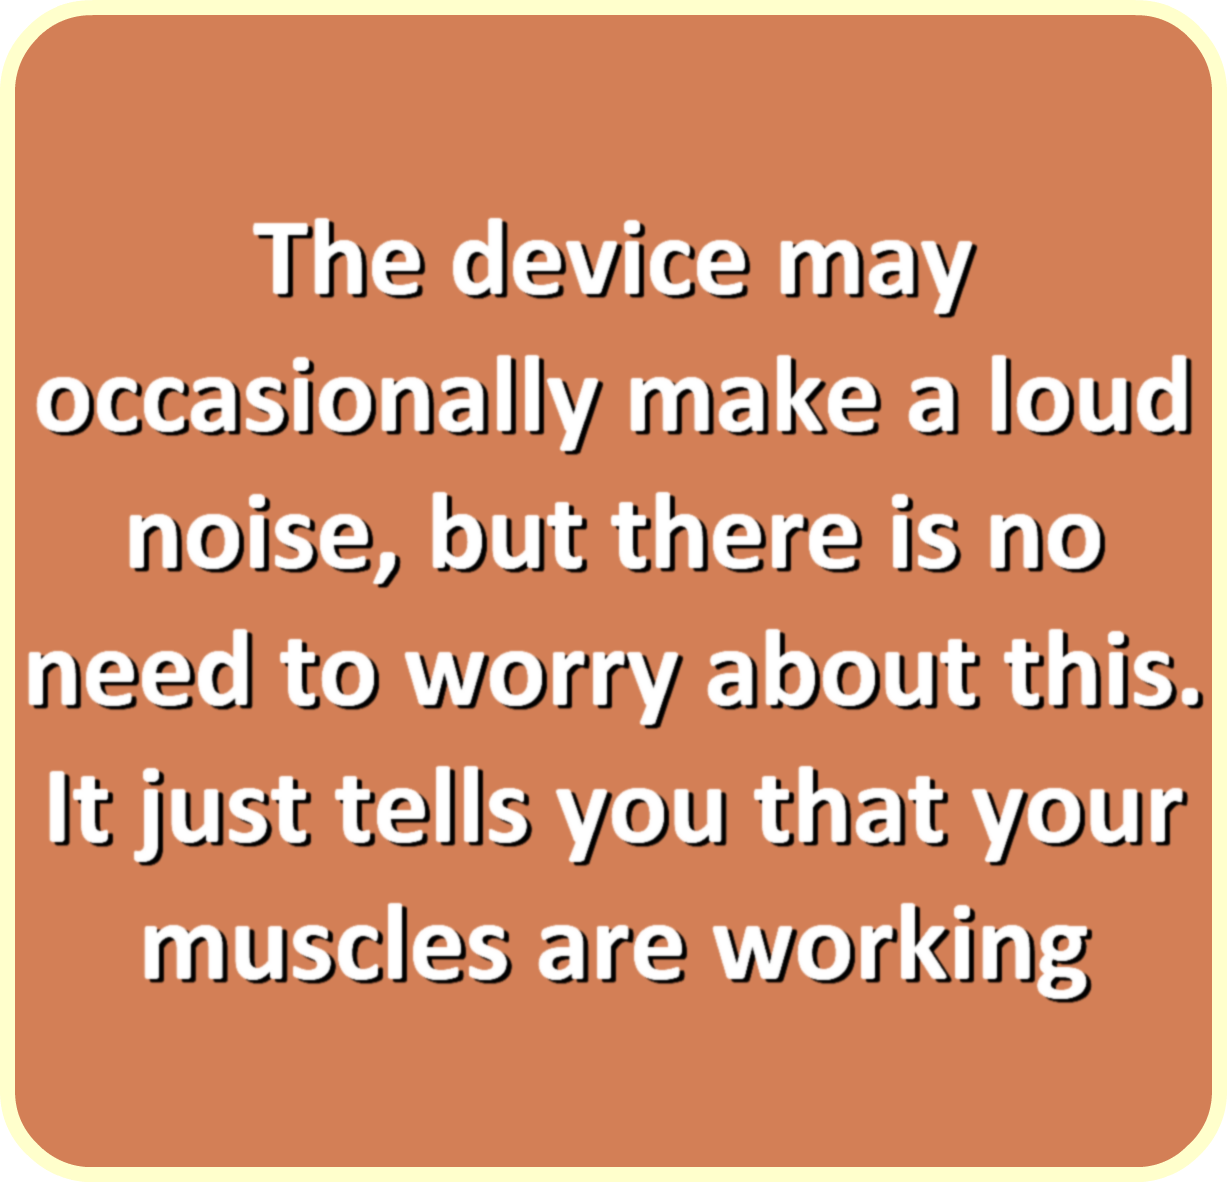 The device may
occasionally make a loud
noise, but there is no
need to worry about this.
It just tells you that your
muscles are working